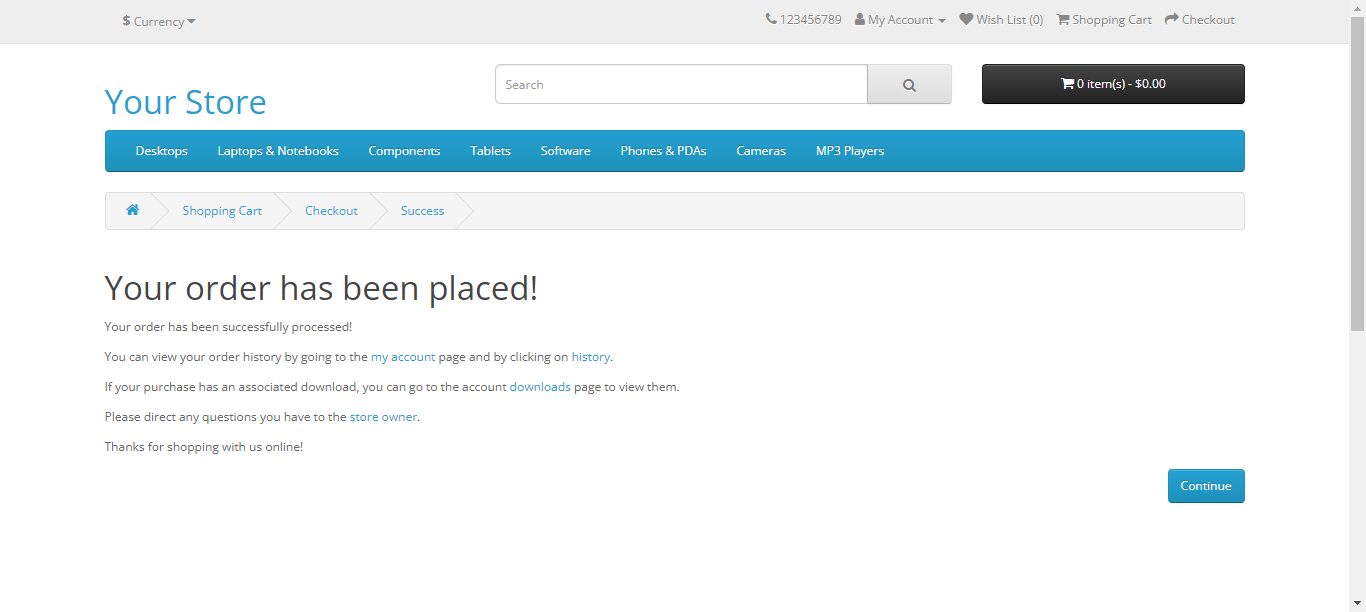 $ Currency
123456789 My Account Wish List (0) Shopping Cart Checkout
Your Store
Search
0 item(s) - $0.00
Desktops Laptops & Notebooks Components Tablets Software Phones & PDAs Cameras MP3 Players
Shopping Cart Checkout Success
Your order has been placed!
Your order has been successfully processed!
You can view your order history by going to the my account page and by clicking on history.
If your purchase has an associated download, you can go to the account downloads page to view them.
Please direct any questions you have to the store owner.
Thanks for shopping with us online!
Continue